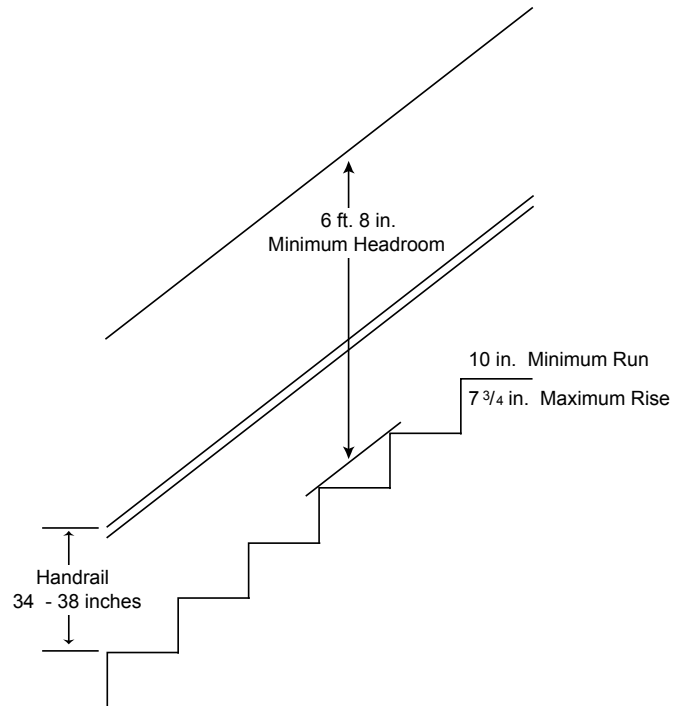 6 ft. 8 in.
Minimum Headroom
10 in. Minimum Run
7 3/4 in. Maximum Rise
Handrail
34 - 38 inches